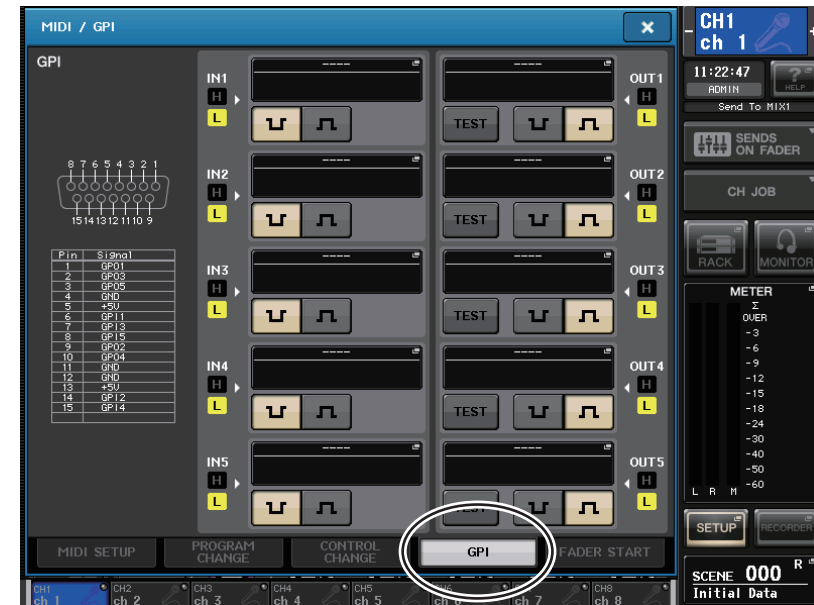 MIDI / GPI
GPI
8 7 6 5 4 3 2 1
15 14 13 12 11 10 9
Pin Signal
1 GPO1
2 GPO3
3 GPO5
4 GND
5 +5V
6 GPI1
7 GPI3
8 GPI5
9 GPO2
10 GPO4
11 GND
12 GND
13 +5V
14 GPI2
15 GPI4
IN1
H
L
----
----
TEST
OUT1
H
L
IN2
H
L
----
----
TEST
OUT2
H
L
IN3
H
L
----
----
TEST
OUT3
H
L
IN4
H
L
----
----
TEST
OUT4
H
L
IN5
H
L
----
----
TEST
OUT5
H
L
MIDI SETUP
PROGRAM CHANGE
CONTROL CHANGE
GPI
FADER START
CH1
ch 1
CH2
ch 2
CH3
ch 3
CH4
ch 4
CH5
ch 5
CH6
ch 6
ch 7
CH8
ch 8
- CH1 +
ch 1
11:22:47
ADMIN
? HELP
Send To MIX1
SENDS
ON FADER
CH JOB
RACK
MONITOR
METER
Σ
OVER
-3
-6
-9
-12
-15
-18
-24
-30
-40
-50
-60
L R M
SETUP
RECORDER
SCENE 000 R
Initial Data